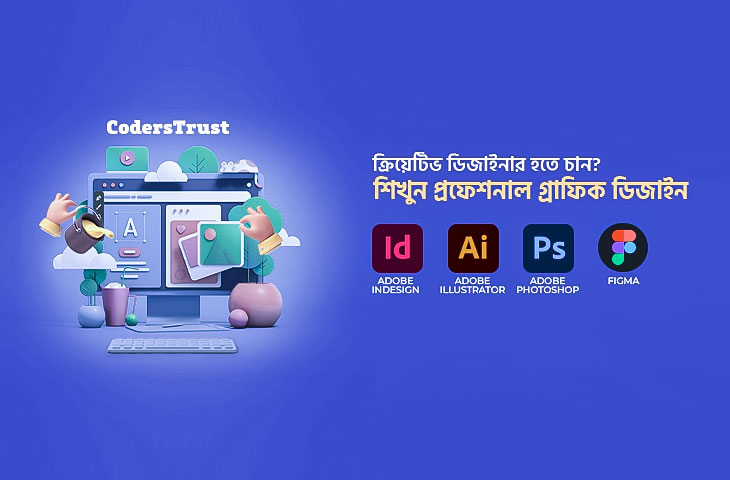 CodersTrust
ক্রিয়েটিভ ডিজাইনার হতে চান?
শিখুন প্রফেশনাল গ্রাফিক ডিজাইন
A
Id
Ai
Ps
ADOBE INDESIGN
ADOBE ILLUSTRATOR
ADOBE PHOTOSHOP
FIGMA